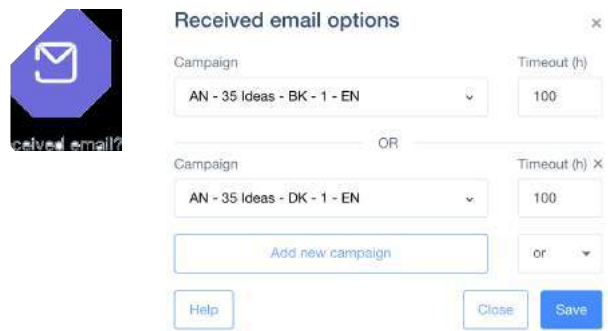 Received email options
×
Campaign
Timeout (h)
AN - 35 Ideas - BK - 1 - EN
100
OR
Campaign
Timeout (h) ×
AN - 35 Ideas - DK - 1 - EN
100
Add new campaign
or
Help
Close
Save
ceived email?